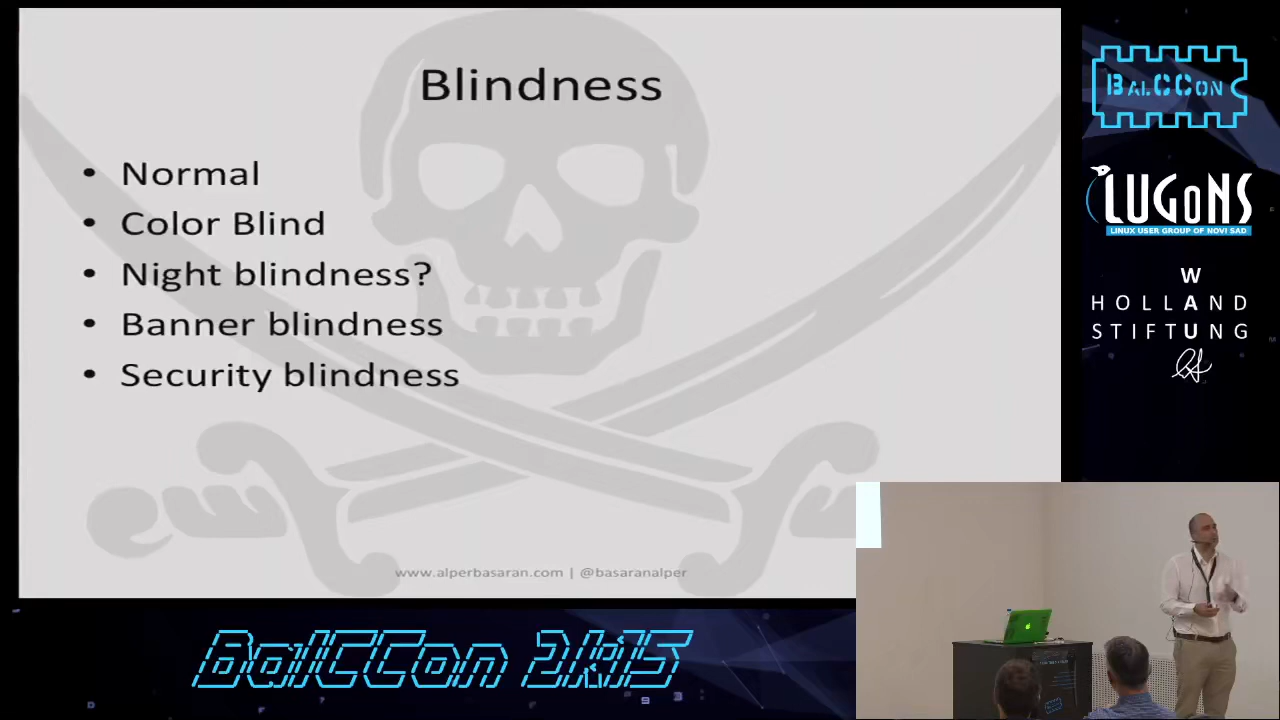 Blindness
• Normal
• Color Blind
• Night blindness?
• Banner blindness
• Security blindness
www.alperbasaran.com | @basaranalper
BALCCON
LUGoNS
LINUX USER GROUP OF NOVI SAD
WAU
HOLLAND
STIFTUNG
BalCCon 2k15